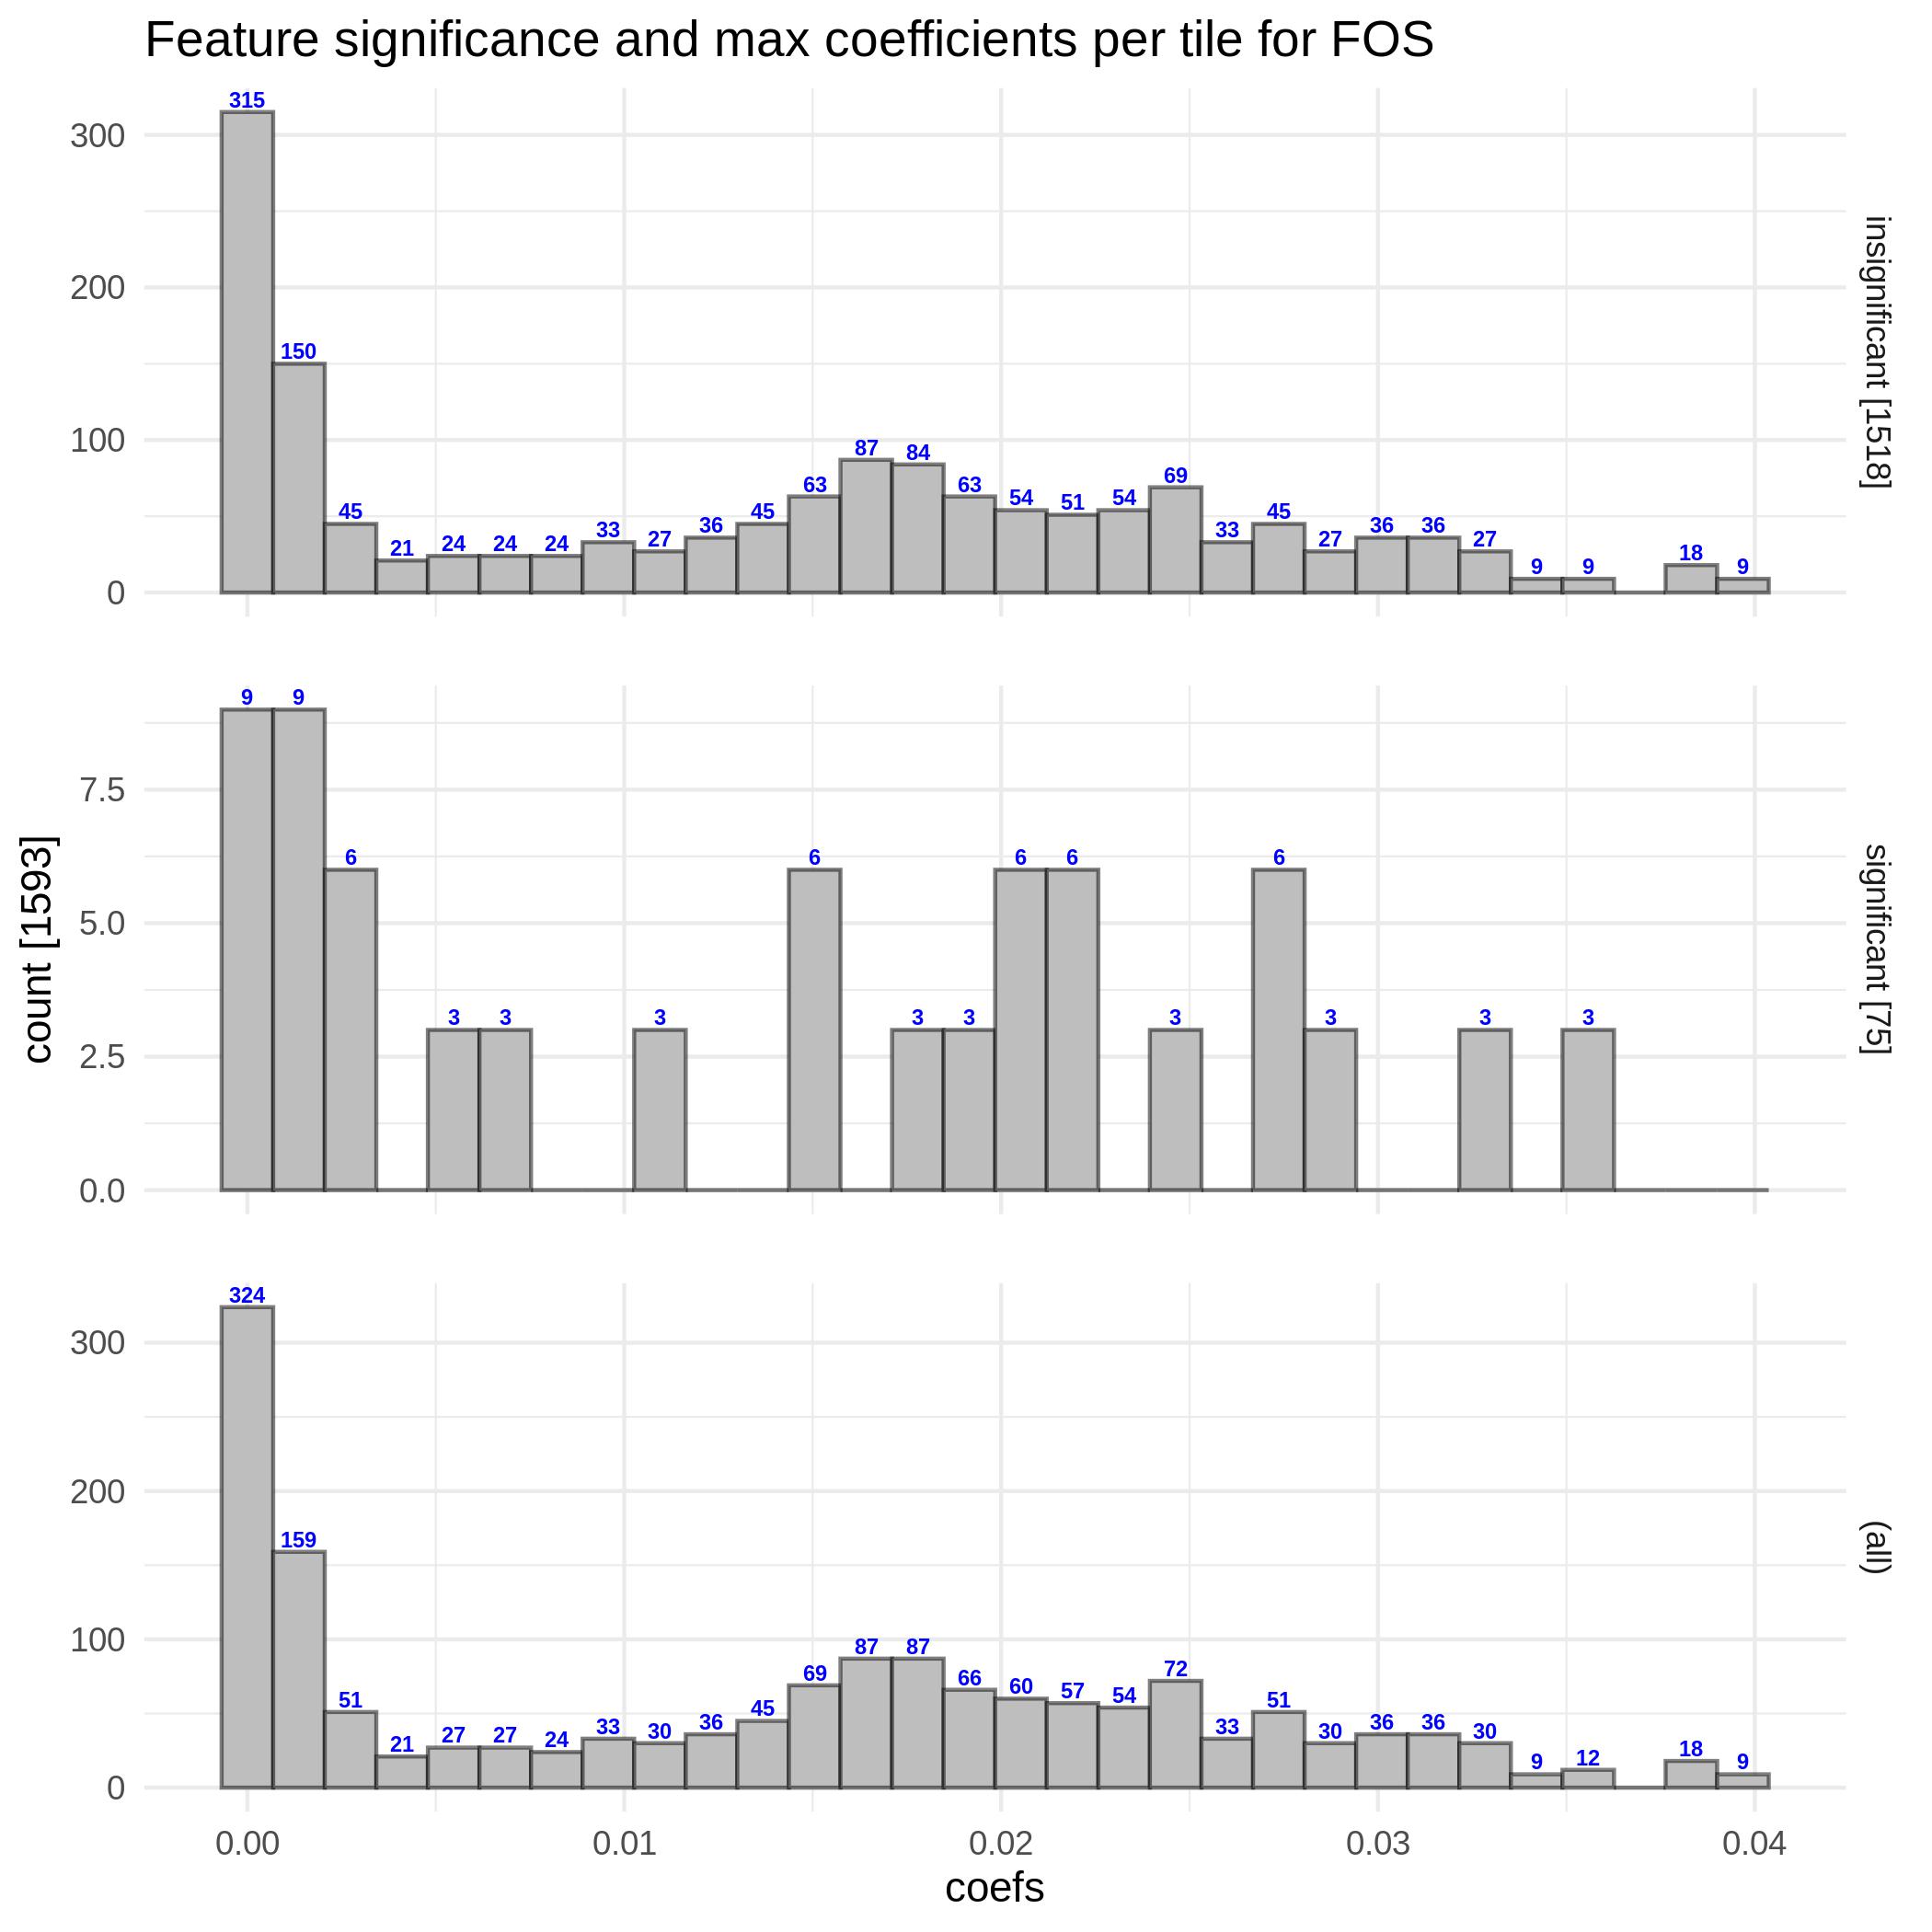 Feature significance and max coefficients per tile for FOS
315
300
200
150
100
87 84
69
63 63
54 51 54
45 45 45
36 36 36
33 33
27 27 27
21 24 24 24
18
9 9 9
0
insignificant [1518]
9 9
7.5
6 6 6 6 6
5.0
3 3 3 3 3 3 3 3 3
2.5
0.0
significant [75]
count [1593]
324
300
200
159
100
87 87
69 72
66 60 57 54
51 51
45
33 30 36 33 30 36 36 30
21 27 27 24
18
9 12 9
0
(all)
0.00 0.01 0.02 0.03 0.04
coefs